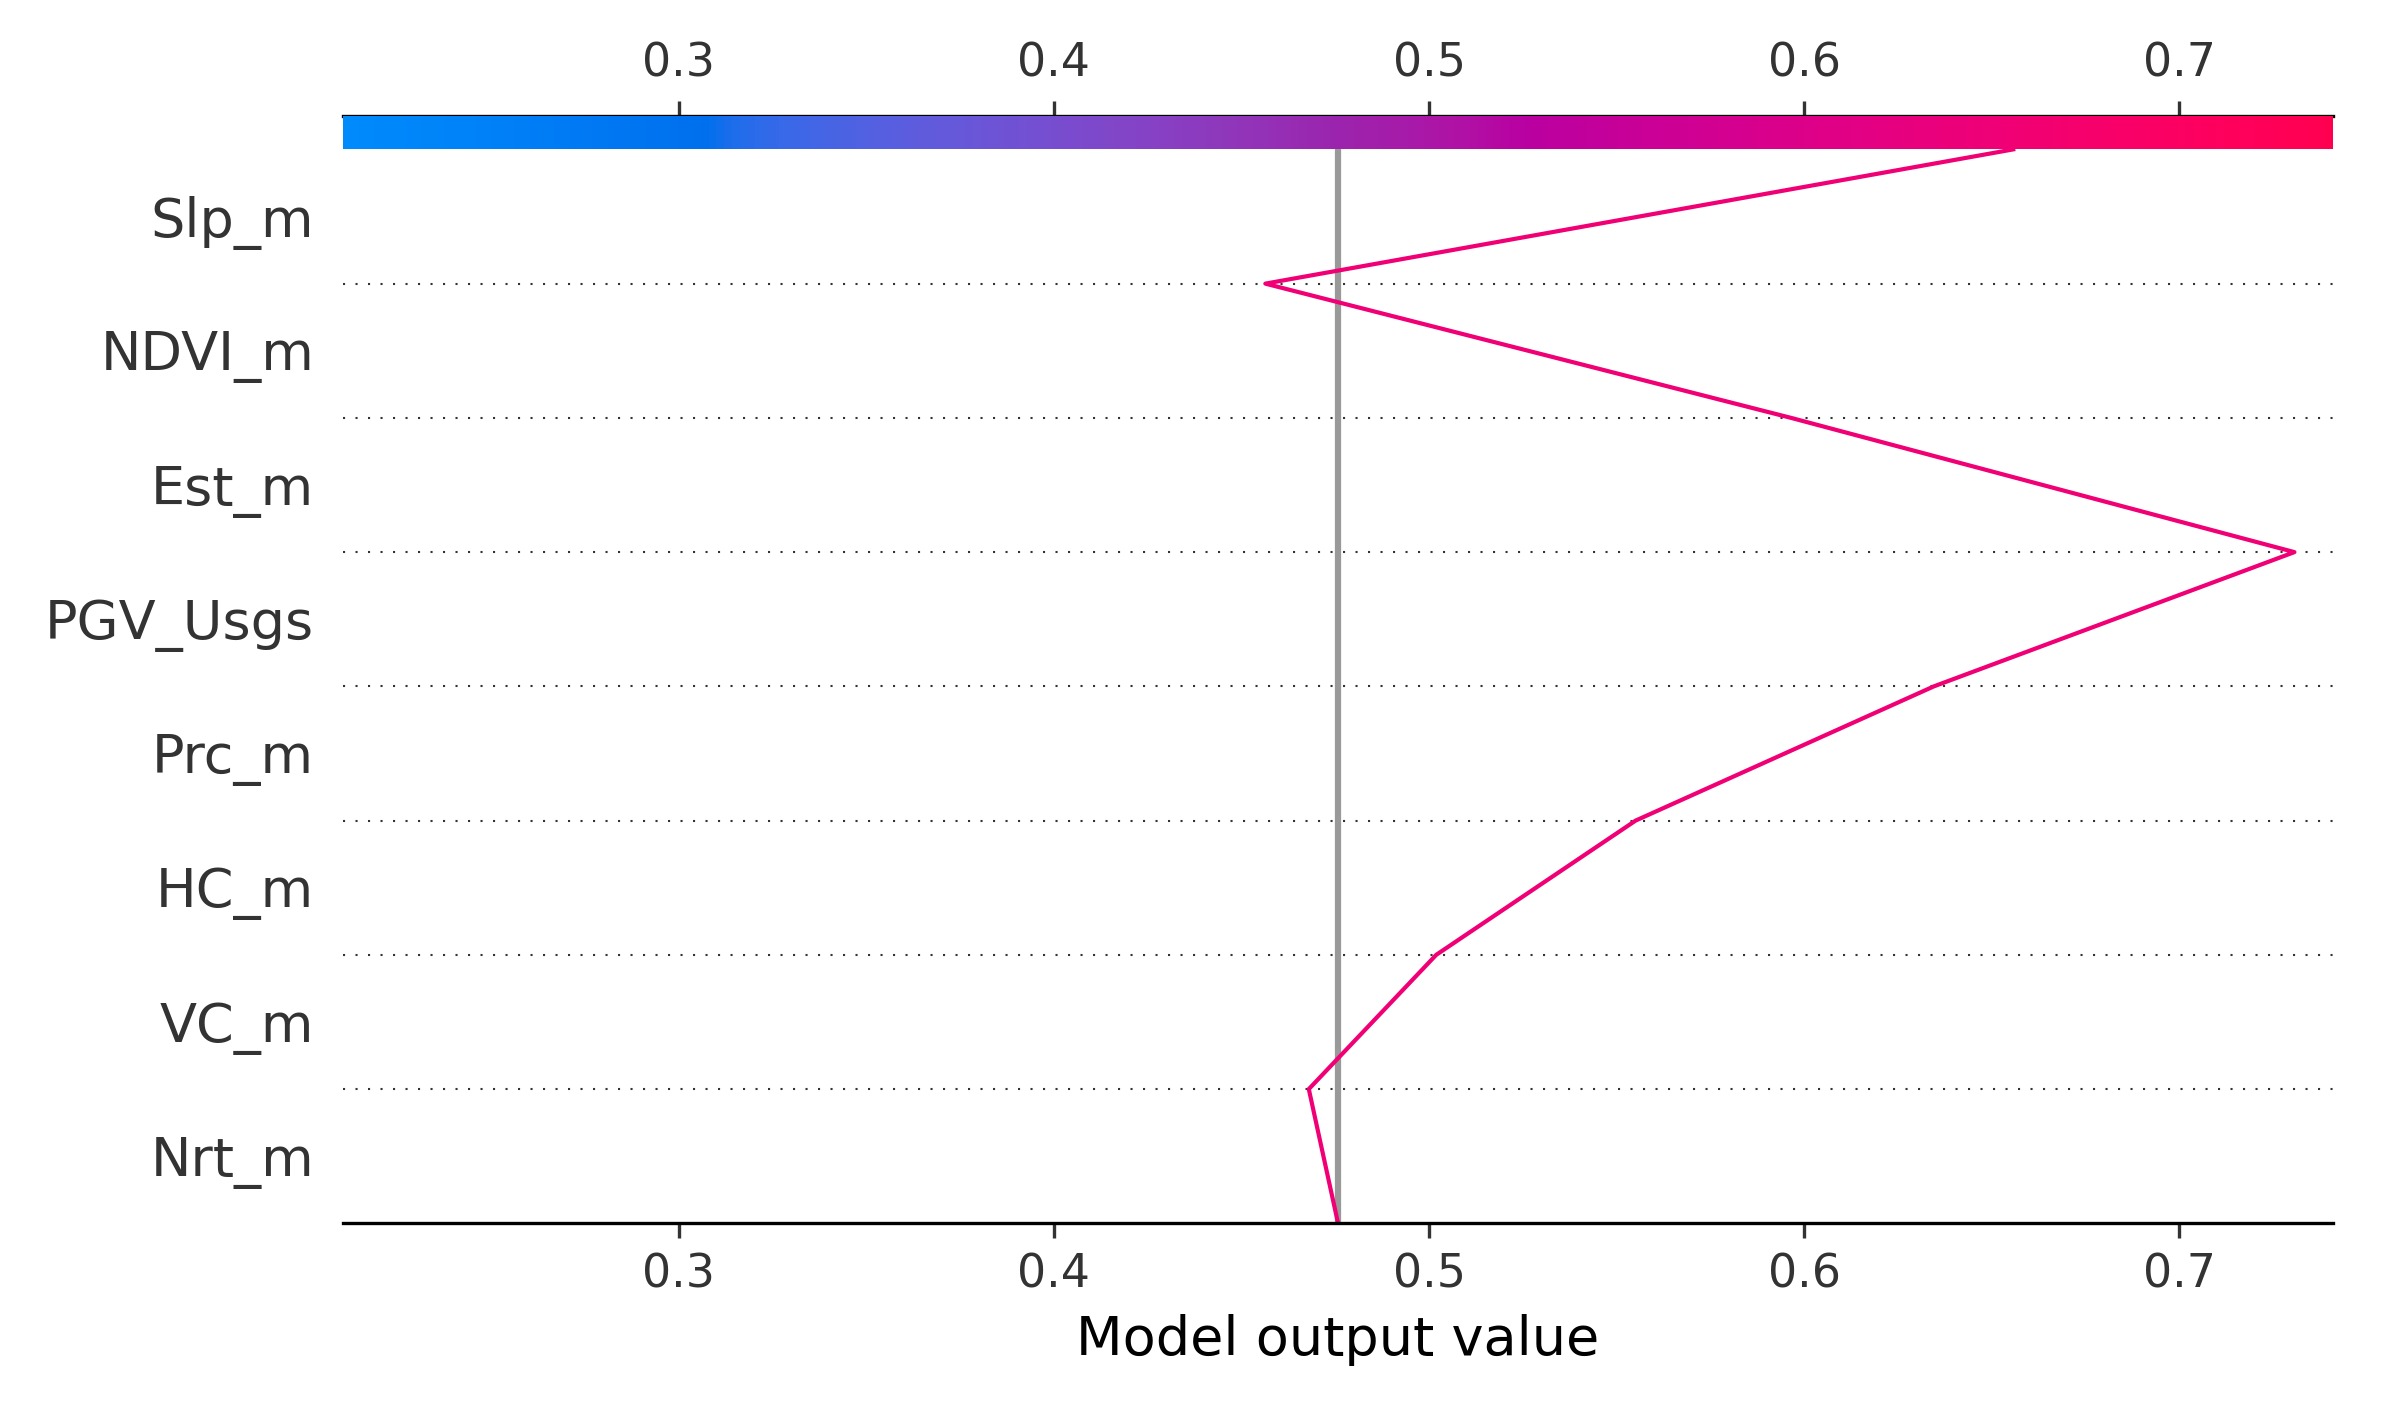 0.3 0.4 0.5 0.6 0.7
Slp_m
NDVI_m
Est_m
PGV_Usgs
Prc_m
HC_m
VC_m
Nrt_m
0.3 0.4 0.5 0.6 0.7
Model output value